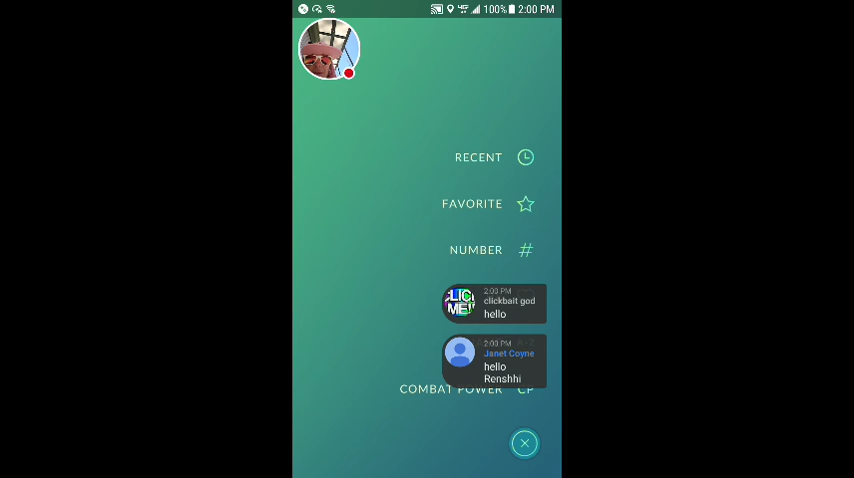 100% 2:00 PM
RECENT
FAVORITE
NUMBER #
2:00 PM
clickbait god
hello
A-Z
2:00 PM
Janet Coyne
hello
Renshhi
COMBAT POWER CP